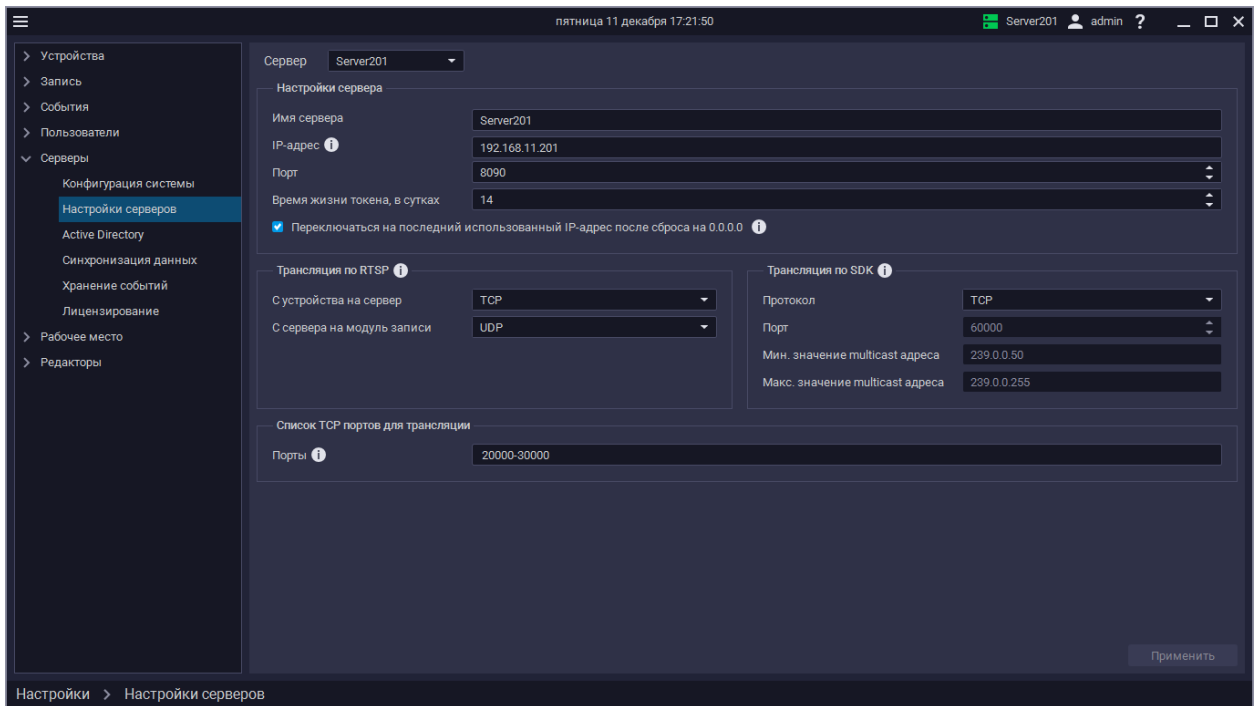 пятница 11 декабря 17:21:50
Server201 admin ?
Устройства
Запись
События
Пользователи
Серверы
Конфигурация системы
Настройки серверов
Active Directory
Синхронизация данных
Хранение событий
Лицензирование
Рабочее место
Редакторы
Сервер Server201
Настройки сервера
Имя сервера Server201
IP-адрес i 192.168.11.201
Порт 8090
Время жизни токена, в сутках 14
Переключаться на последний использованный IP-адрес после сброса на 0.0.0.0 i
Трансляция по RTSP i
С устройства на сервер TCP
С сервера на модуль записи UDP
Трансляция по SDK i
Протокол TCP
Порт 60000
Мин. значение multicast адреса 239.0.0.50
Макс. значение multicast адреса 239.0.0.255
Список TCP портов для трансляции
Порты i 20000-30000
Применить
Настройки > Настройки серверов